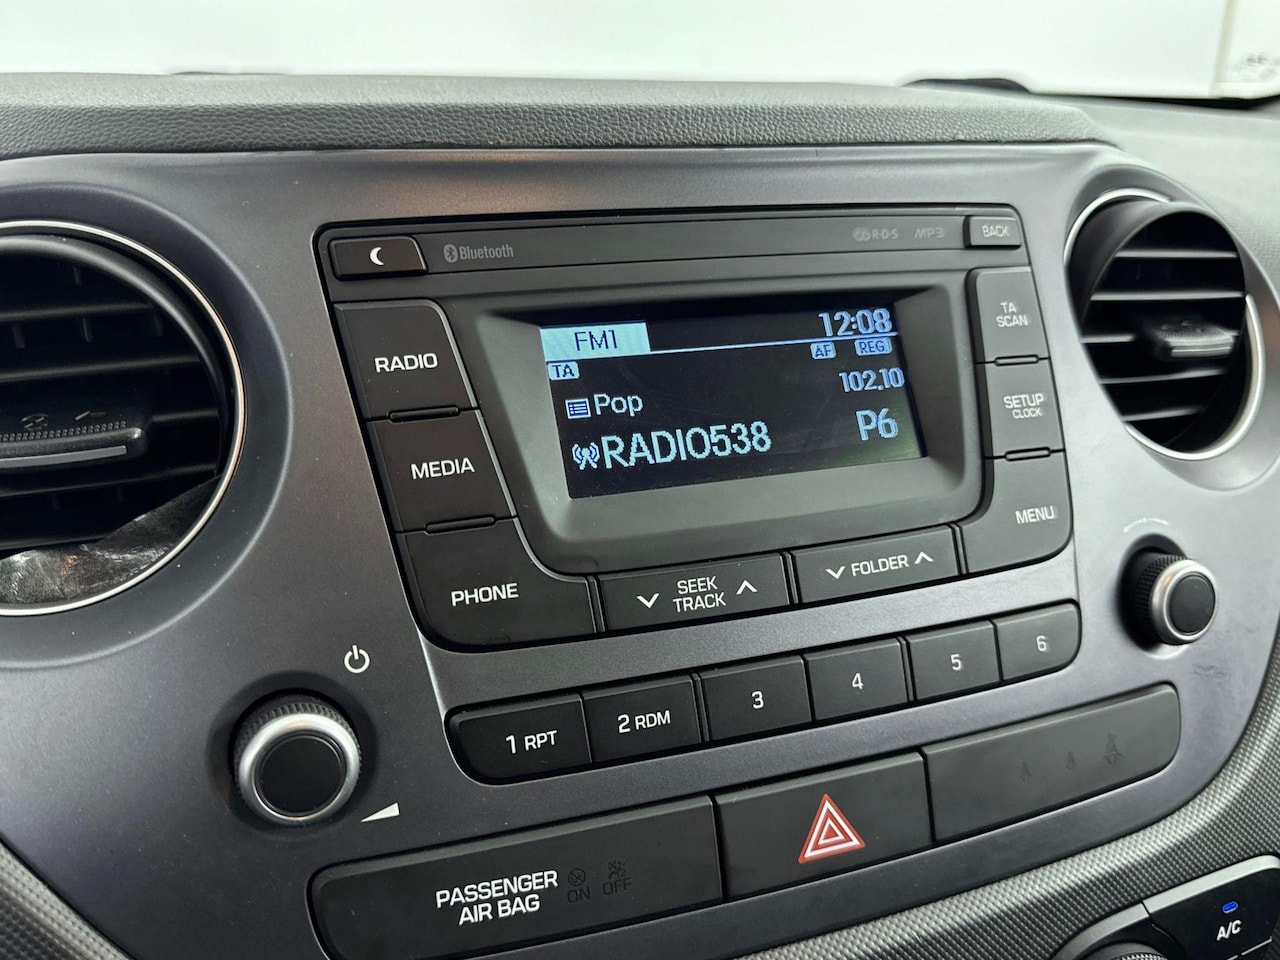 Bluetooth
R·D·S MP3
BACK
RADIO
MEDIA
PHONE
FM1
12:08
TA
AF REG
Pop
102.10
RADIO538
P6
TA
SCAN
SETUP
CLOCK
MENU
SEEK
TRACK
FOLDER
1 RPT
2 RDM
3
4
5
6
PASSENGER
AIR BAG
ON
OFF
A/C